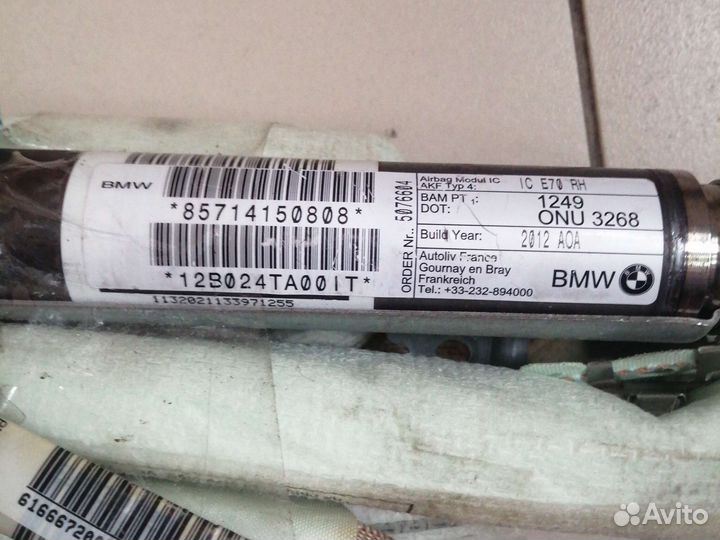 BMW
*85714150808*
*12B024TA00IT*
1132021133971255
ORDER Nr.: 5076604
Airbag Modul IC
AKF Typ 4: IC E70 RH
BAM PT 1: 1249
DOT: ONU 3268
Build Year: 2012 AOA
Autoliv France
Gournay en Bray
Frankreich
Tel.: +33-232-894000
BMW
Avito